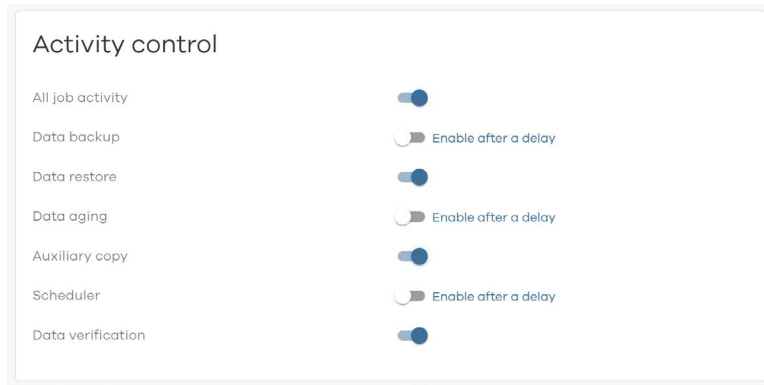 Activity control
All job activity
Data backup Enable after a delay
Data restore
Data aging Enable after a delay
Auxiliary copy
Scheduler Enable after a delay
Data verification